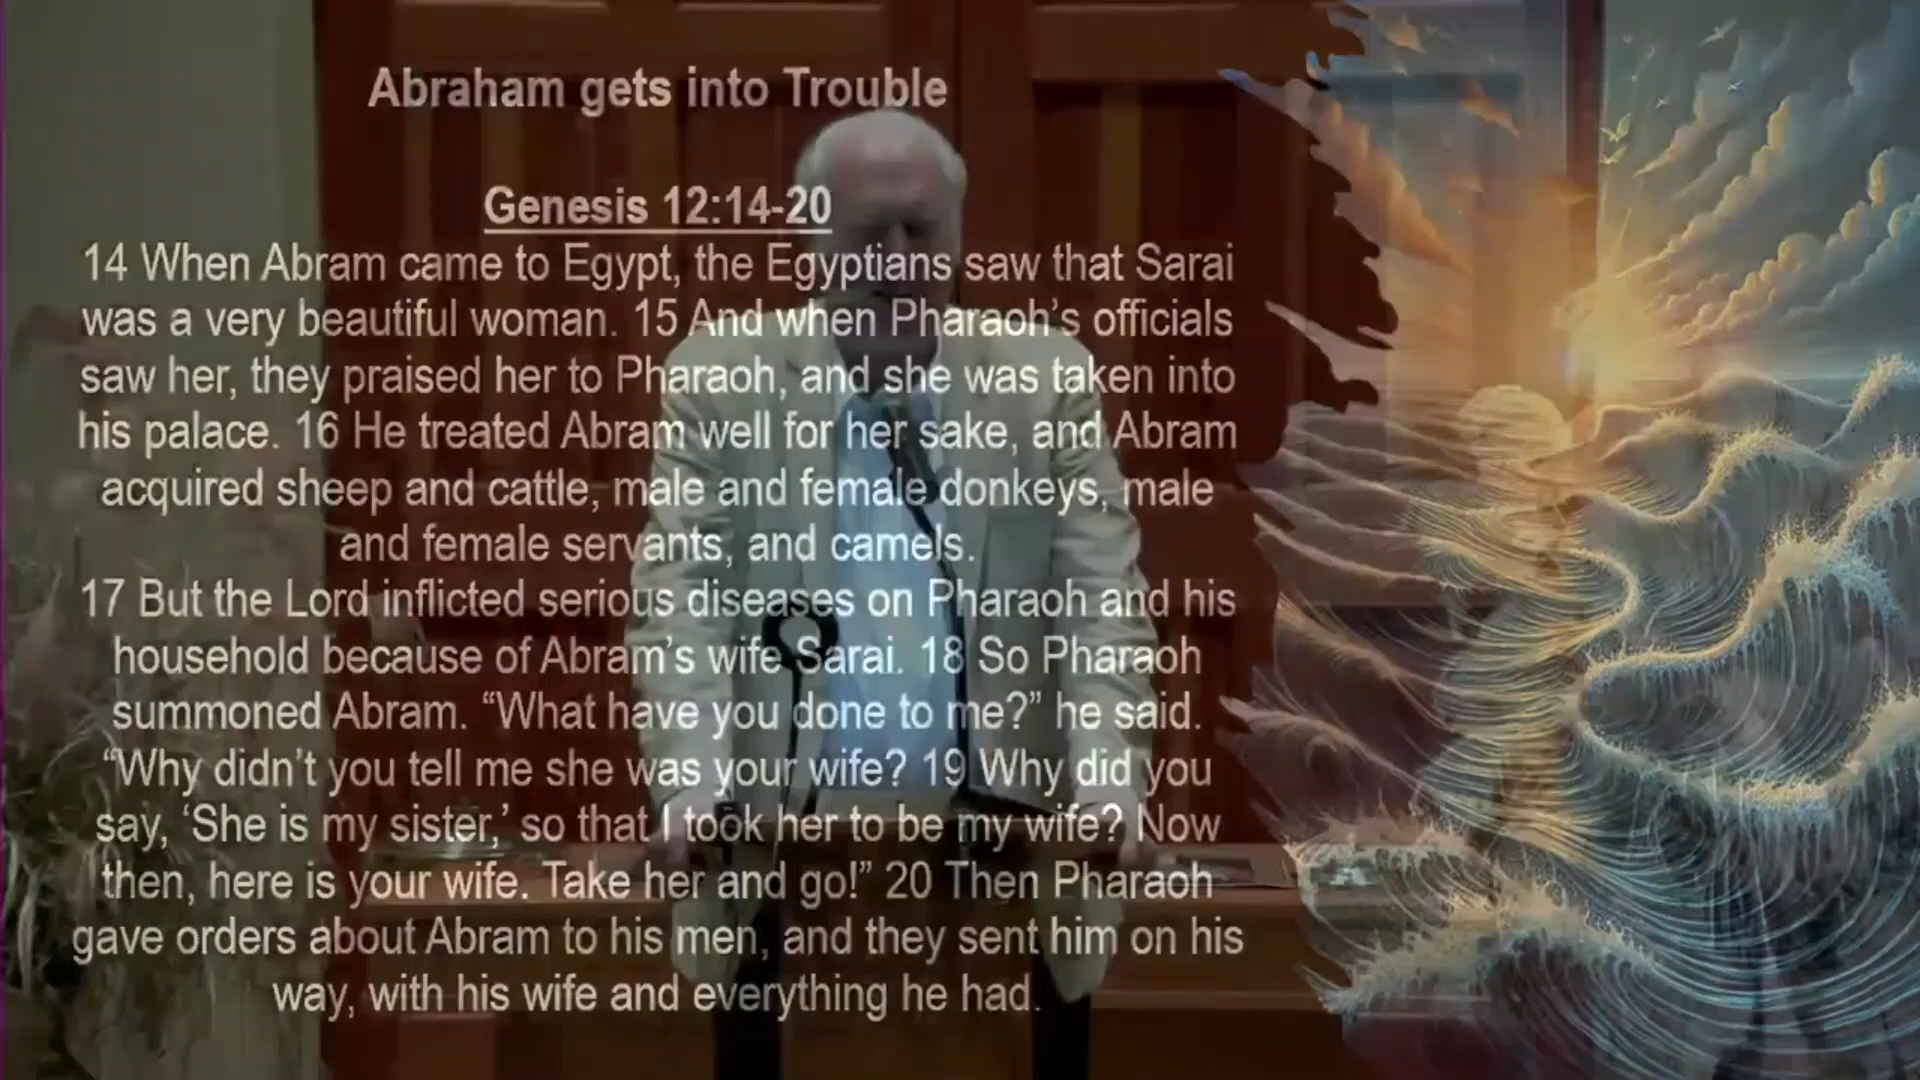 Abraham gets into Trouble
Genesis 12:14-20
14 When Abram came to Egypt, the Egyptians saw that Sarai
was a very beautiful woman. 15 And when Pharaoh’s officials
saw her, they praised her to Pharaoh, and she was taken into
his palace. 16 He treated Abram well for her sake, and Abram
acquired sheep and cattle, male and female donkeys, male
and female servants, and camels.
17 But the Lord inflicted serious diseases on Pharaoh and his
household because of Abram’s wife Sarai. 18 So Pharaoh
summoned Abram. “What have you done to me?” he said.
“Why didn’t you tell me she was your wife? 19 Why did you
say, ‘She is my sister,’ so that I took her to be my wife? Now
then, here is your wife. Take her and go!” 20 Then Pharaoh
gave orders about Abram to his men, and they sent him on his
way, with his wife and everything he had.